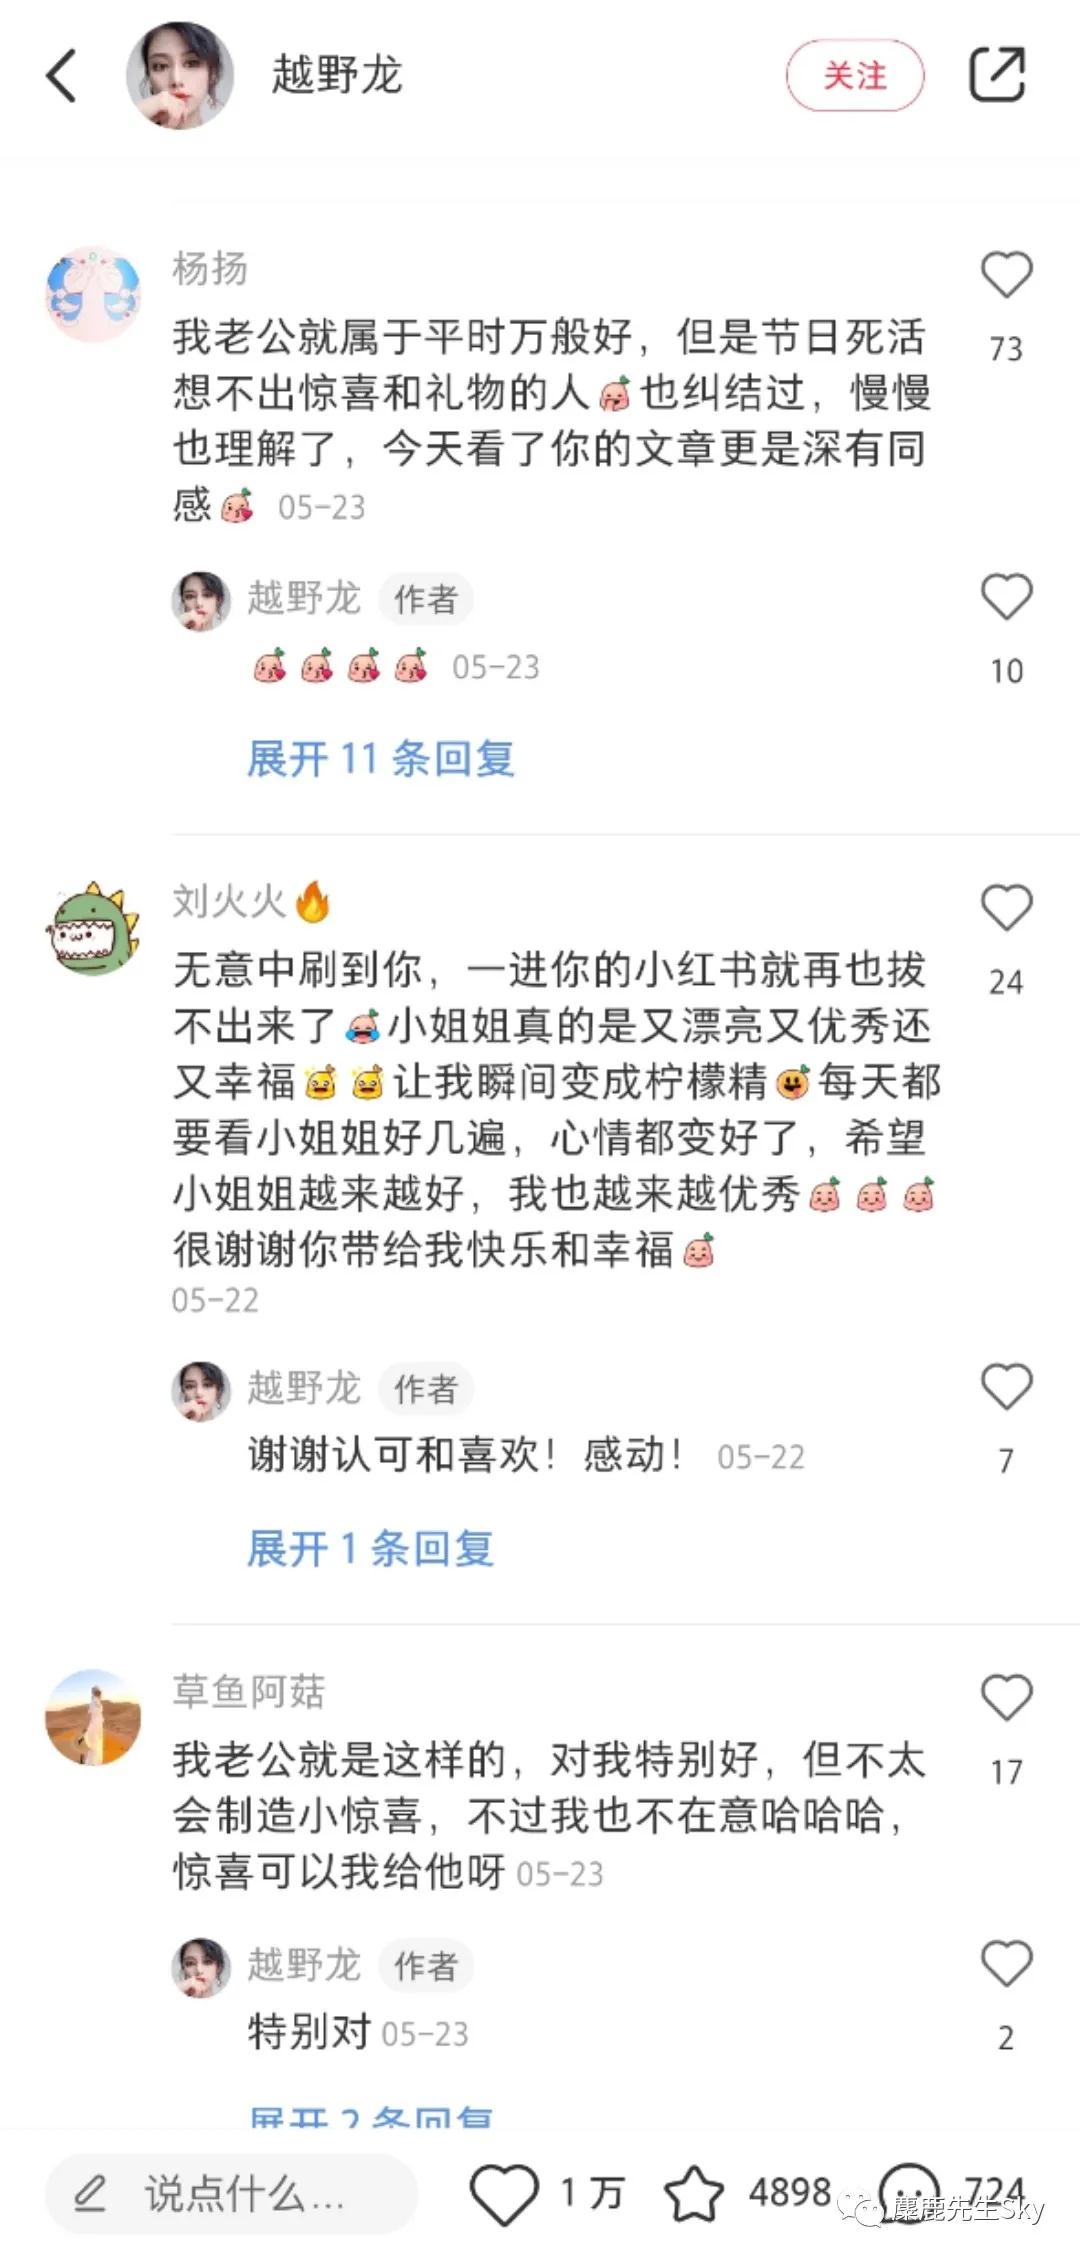 越野龙
关注
杨扬
我老公就属于平时万般好，但是节日死活
想不出惊喜和礼物的人也纠结过，慢慢
也理解了，今天看了你的文章更是深有同
感 05-23
73
越野龙 作者
05-23
10
展开 11 条回复
刘火火🔥
无意中刷到你，一进你的小红书就再也拔
不出来了小姐姐真的是又漂亮又优秀还
又幸福让我瞬间变成柠檬精每天都
要看小姐姐好几遍，心情都变好了，希望
小姐姐越来越好，我也越来越优秀
很谢谢你带给我快乐和幸福
05-22
24
越野龙 作者
谢谢认可和喜欢！感动！ 05-22
7
展开 1 条回复
草鱼阿菇
我老公就是这样的，对我特别好，但不太
会制造小惊喜，不过我也不在意哈哈哈，
惊喜可以我给他呀 05-23
17
越野龙 作者
特别对 05-23
2
展开 2 条回复
说点什么... 1 万 4898 724
麋鹿先生Sky